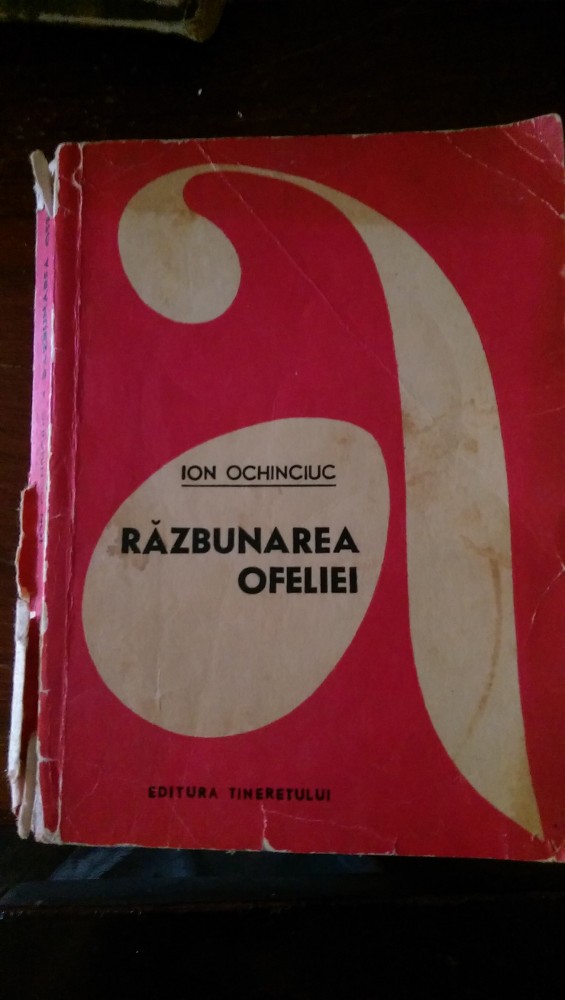 ION OCHINCIUC
RĂZBUNAREA
OFELIEI
EDITURA TINERETULUI